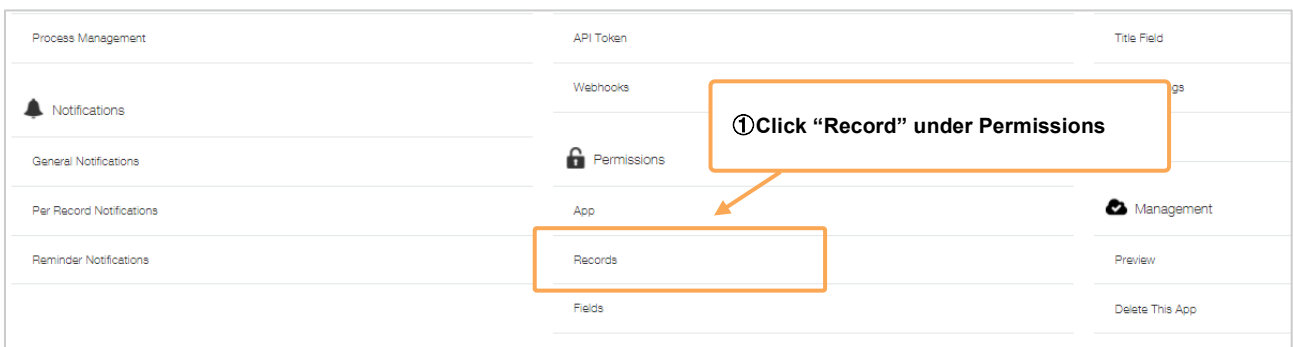 Process Management
Notifications
General Notifications
Per Record Notifications
Reminder Notifications
API Token
Webhooks
①Click “Record” under Permissions
Permissions
App
Records
Fields
Title Field
gs
Management
Preview
Delete This App